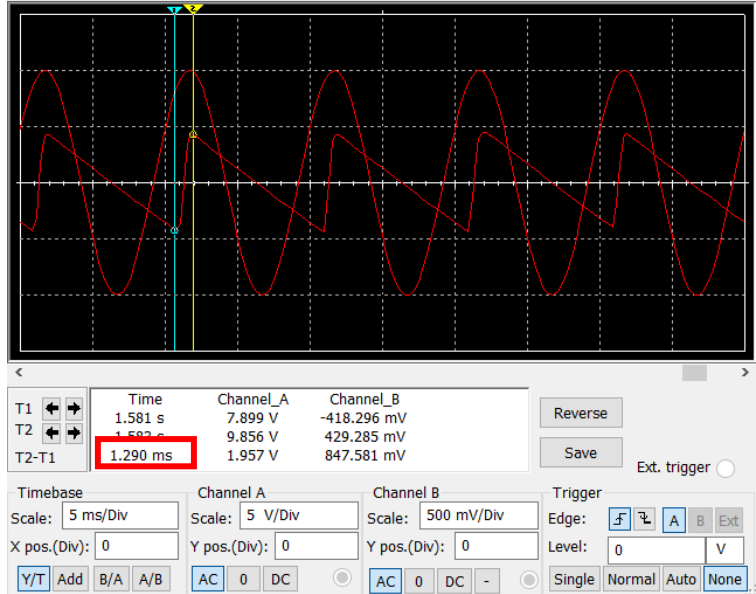 1 2
< >
Time Channel_A Channel_B
T1 1.581 s 7.899 V -418.296 mV
T2 1.582 s 9.856 V 429.285 mV
T2-T1 1.290 ms 1.957 V 847.581 mV
Reverse
Save
Ext. trigger
Timebase
Scale: 5 ms/Div
X pos.(Div): 0
Y/T Add B/A A/B
Channel A
Scale: 5 V/Div
Y pos.(Div): 0
AC 0 DC
Channel B
Scale: 500 mV/Div
Y pos.(Div): 0
AC 0 DC -
Trigger
Edge: A B Ext
Level: 0 V
Single Normal Auto None